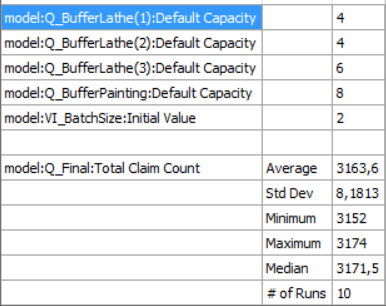 model:Q_BufferLathe(1):Default Capacity 4
model:Q_BufferLathe(2):Default Capacity 4
model:Q_BufferLathe(3):Default Capacity 6
model:Q_BufferPainting:Default Capacity 8
model:VI_BatchSize:Initial Value 2
model:Q_Final:Total Claim Count Average 3163,6
Std Dev 8,1813
Minimum 3152
Maximum 3174
Median 3171,5
# of Runs 10